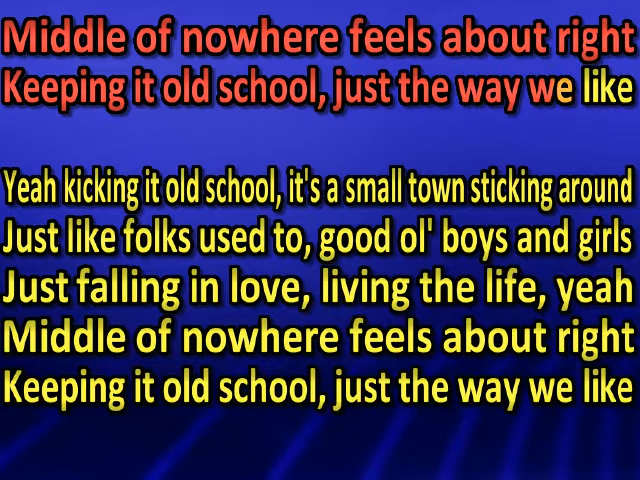 Middle of nowhere feels about right
Keeping it old school, just the way we like
Yeah kicking it old school, it's a small town sticking around
Just like folks used to, good ol' boys and girls
Just falling in love, living the life, yeah
Middle of nowhere feels about right
Keeping it old school, just the way we like